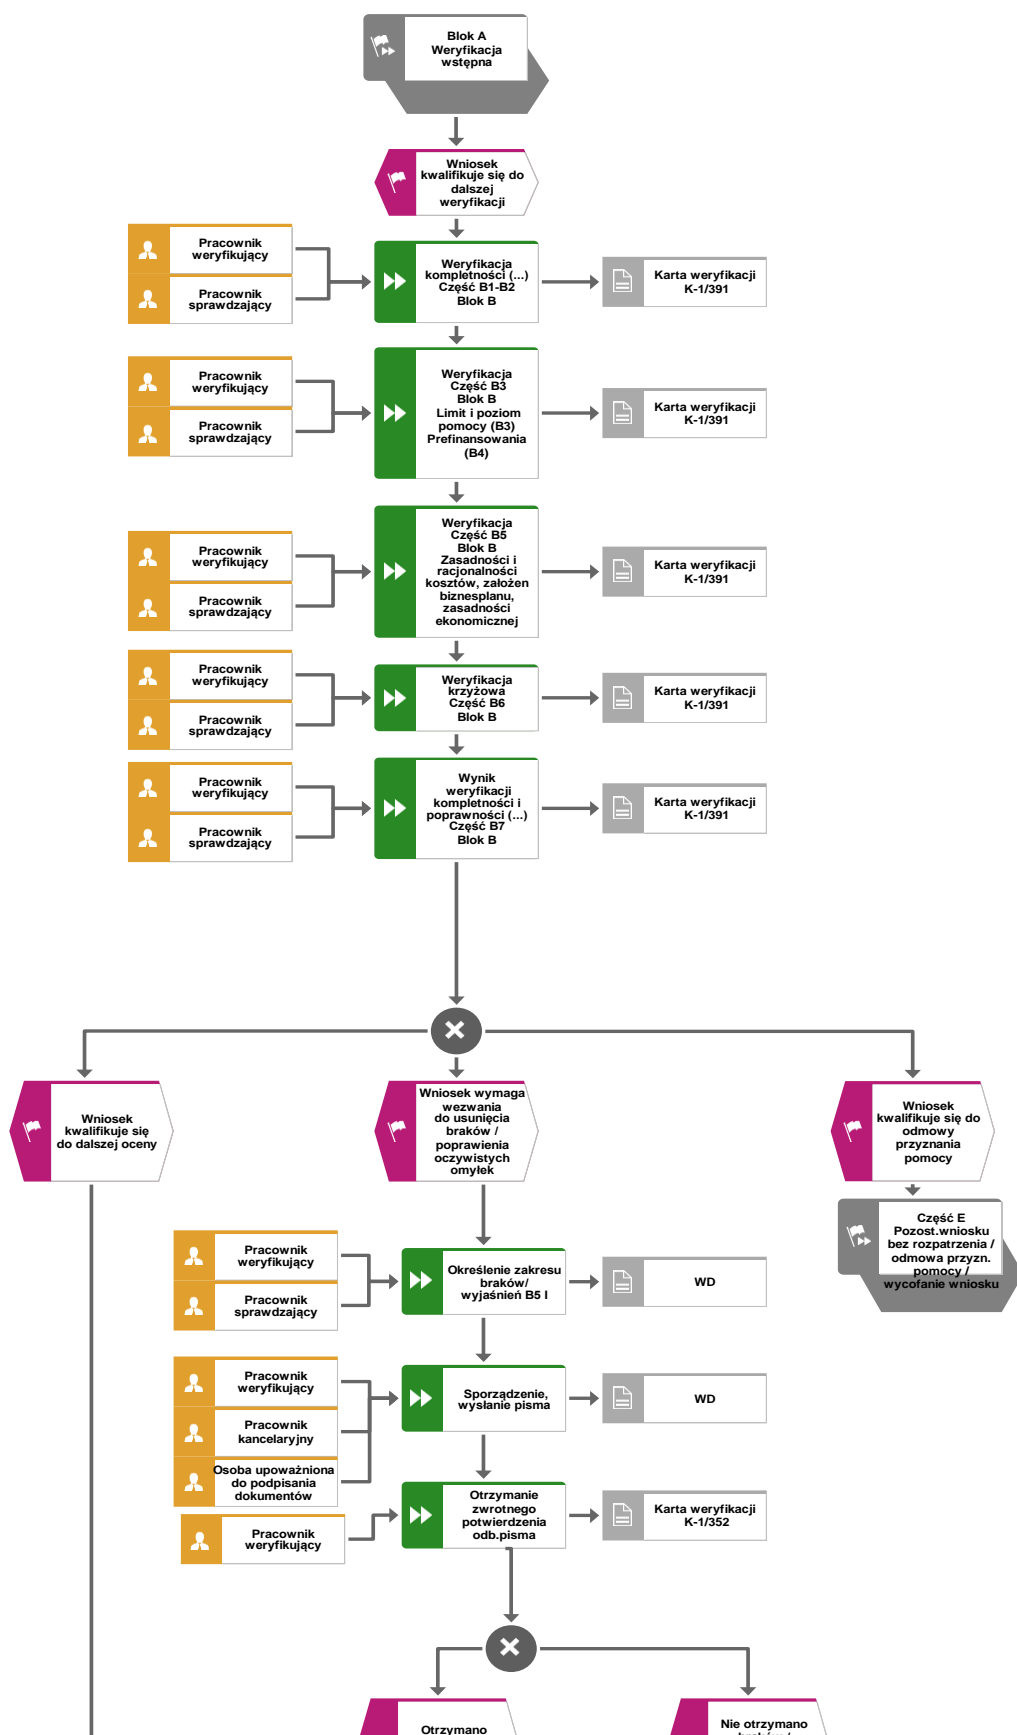 Blok A
Weryfikacja
wstępna
Wniosek
kwalifikuje się do
dalszej
weryfikacji
Pracownik
weryfikujący
Pracownik
sprawdzający
Weryfikacja
kompletności (...)
Część B1-B2
Blok B
Karta weryfikacji
K-1/391
Pracownik
weryfikujący
Pracownik
sprawdzający
Weryfikacja
Część B3
Blok B
Limit i poziom
pomocy (B3)
Prefinansowania
(B4)
Karta weryfikacji
K-1/391
Pracownik
weryfikujący
Pracownik
sprawdzający
Weryfikacja
Część B5
Blok B
Zasadności i
racjonalności
kosztów, założen
biznesplanu,
zasadności
ekonomicznej
Karta weryfikacji
K-1/391
Pracownik
weryfikujący
Pracownik
sprawdzający
Weryfikacja
krzyżowa
Część B6
Blok B
Karta weryfikacji
K-1/391
Pracownik
weryfikujący
Pracownik
sprawdzający
Wynik
weryfikacji
kompletności i
poprawności (...)
Część B7
Blok B
Karta weryfikacji
K-1/391
Wniosek
kwalifikuje się
do dalszej oceny
Wniosek wymaga
wezwania
do usunięcia
braków /
poprawienia
oczywistych
omyłek
Wniosek
kwalifikuje się do
odmowy
przyznania
pomocy
Część E
Pozost.wniosku
bez rozpatrzenia /
odmowa przyzn.
pomocy /
wycofanie wniosku
Pracownik
weryfikujący
Pracownik
sprawdzający
Określenie zakresu
braków/
wyjaśnień B5 I
WD
Pracownik
weryfikujący
Pracownik
kancelaryjny
Osoba upoważniona
do podpisania
dokumentów
Sporządzenie,
wysłanie pisma
WD
Pracownik
weryfikujący
Otrzymanie
zwrotnego
potwierdzenia
odb.pisma
Karta weryfikacji
K-1/352
Otrzymano
Nie otrzymano